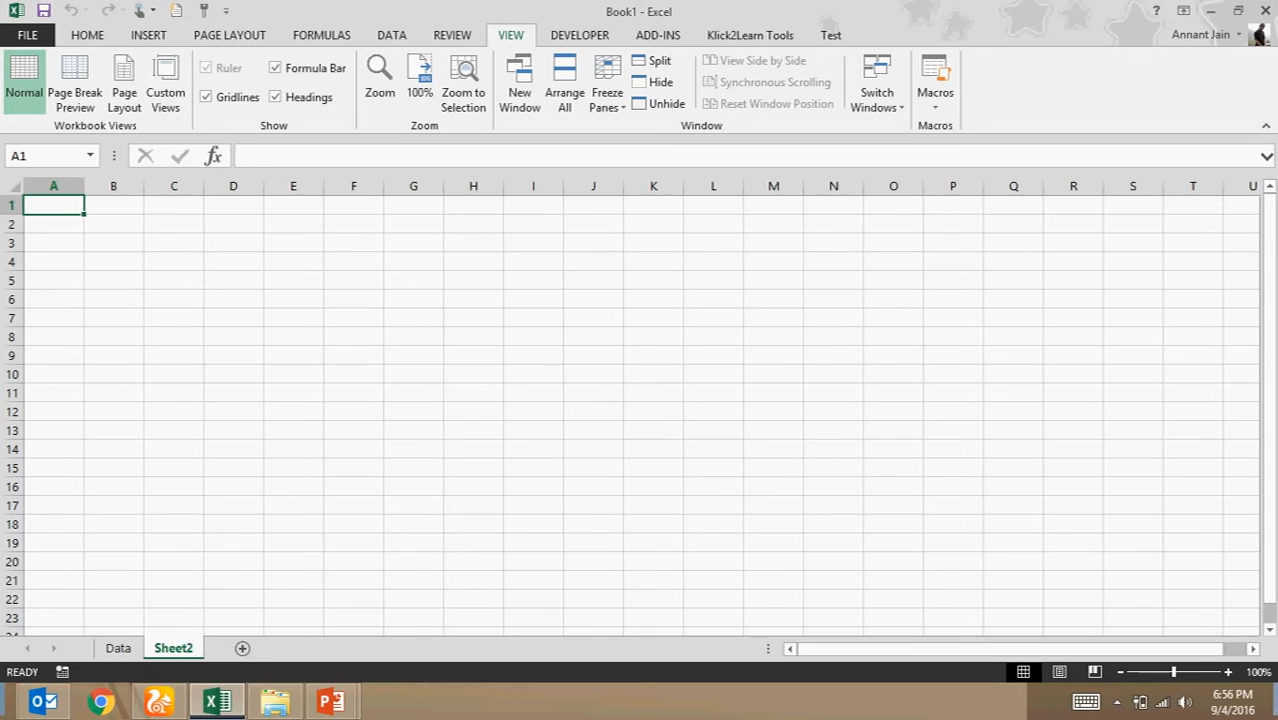 Book1 - Excel
FILE HOME INSERT PAGE LAYOUT FORMULAS DATA REVIEW VIEW DEVELOPER ADD-INS Klick2Learn Tools Test Annant Jain
Normal Page Break Preview Page Layout Custom Views
Ruler Formula Bar
Gridlines Headings
Zoom 100% Zoom to Selection
New Window Arrange All Freeze Panes
Split
Hide
Unhide
View Side by Side
Synchronous Scrolling
Reset Window Position
Switch Windows
Macros
Workbook Views Show Zoom Window Macros
A1 fx
A B C D E F G H I J K L M N O P Q R S T U
1
2
3
4
5
6
7
8
9
10
11
12
13
14
15
16
17
18
19
20
21
22
23
Data Sheet2
READY 100%
6:56 PM
9/4/2016